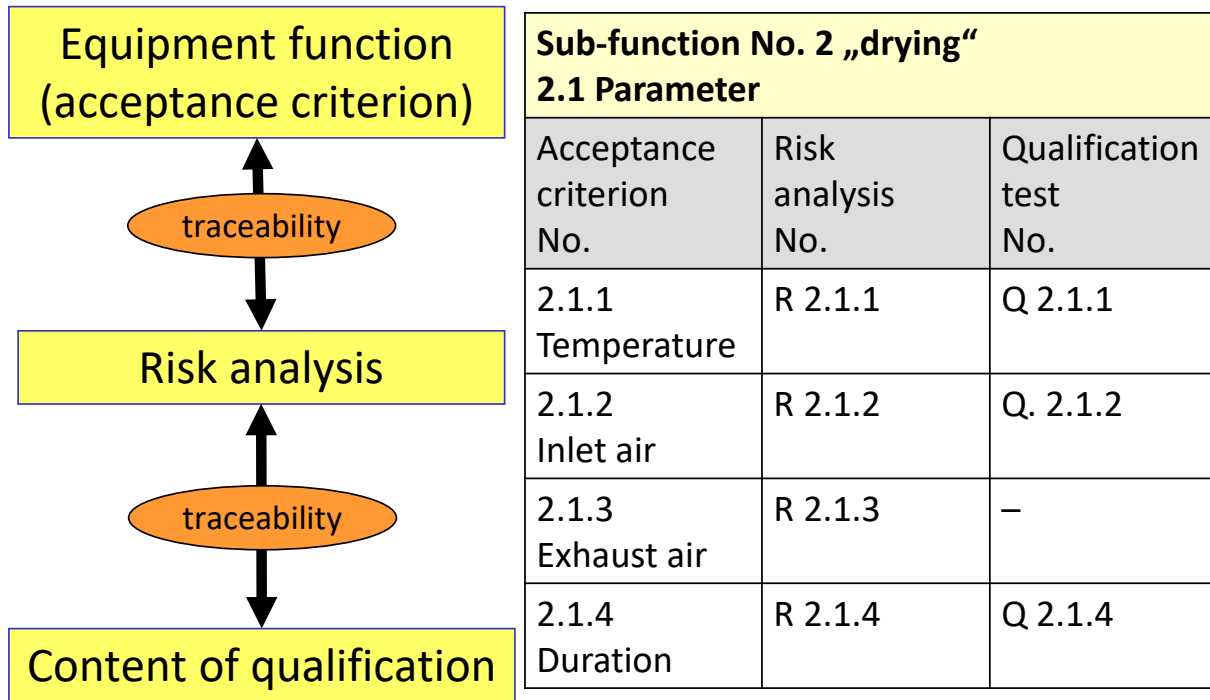 Equipment function
(acceptance criterion)
traceability
Risk analysis
traceability
Content of qualification
Sub-function No. 2 „drying“
2.1 Parameter
Acceptance
criterion
No.
Risk
analysis
No.
Qualification
test
No.
2.1.1
Temperature
R 2.1.1
Q 2.1.1
2.1.2
Inlet air
R 2.1.2
Q. 2.1.2
2.1.3
Exhaust air
R 2.1.3
–
2.1.4
Duration
R 2.1.4
Q 2.1.4